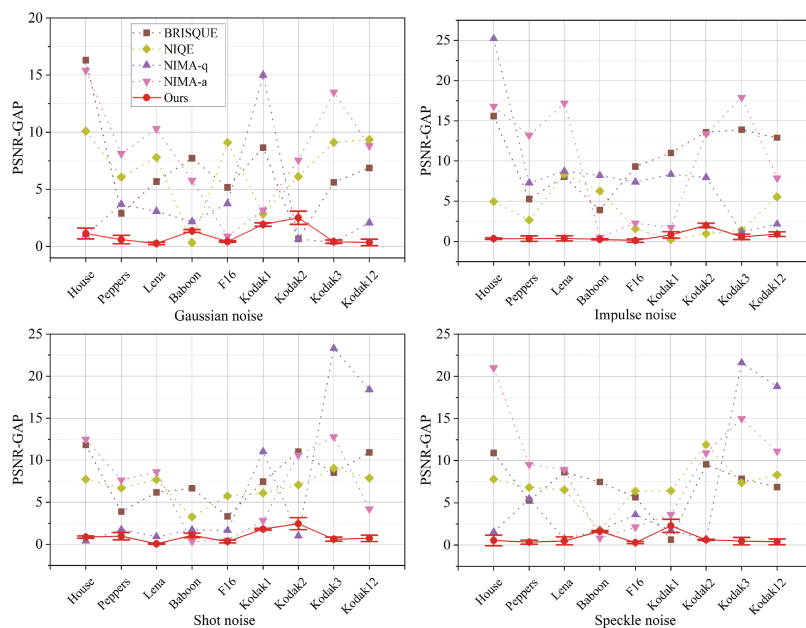 20
15
10
5
0
PSNR-GAP
BRISQUE
NIQE
NIMA-q
NIMA-a
Ours
House
Peppers
Lena
Baboon
F16
Kodak1
Kodak2
Kodak3
Kodak12
Gaussian noise
25
20
15
10
5
0
PSNR-GAP
House
Peppers
Lena
Baboon
F16
Kodak1
Kodak2
Kodak3
Kodak12
Impulse noise
25
20
15
10
5
0
PSNR-GAP
House
Peppers
Lena
Baboon
F16
Kodak1
Kodak2
Kodak3
Kodak12
Shot noise
25
20
15
10
5
0
PSNR-GAP
House
Peppers
Lena
Baboon
F16
Kodak1
Kodak2
Kodak3
Kodak12
Speckle noise